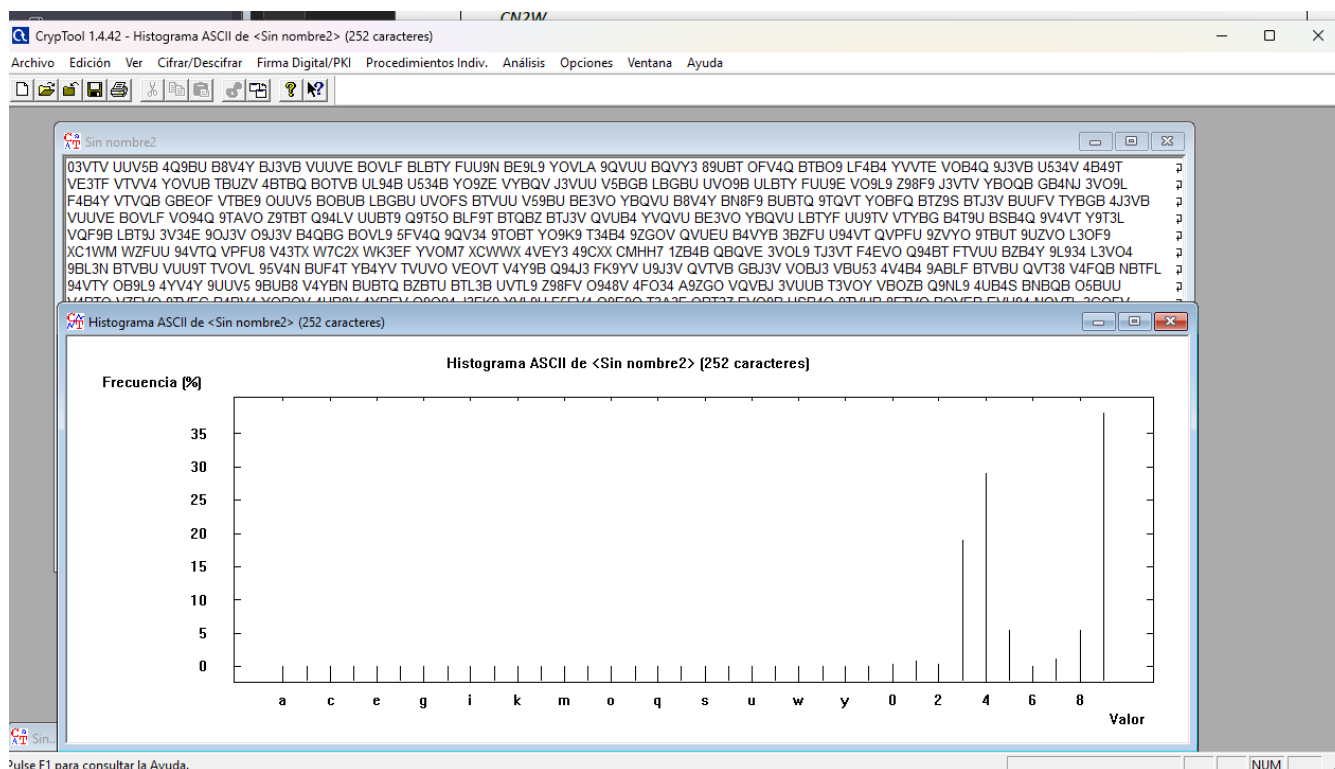 CN2W
CrypTool 1.4.42 - Histograma ASCII de <Sin nombre2> (252 caracteres)
Archivo Edición Ver Cifrar/Descifrar Firma Digital/PKI Procedimientos Indiv. Análisis Opciones Ventana Ayuda
Sin nombre2
03VTV UUV5B 4Q9BU B8V4Y BJ3VB VUUVE BOVLF BLBTY FUU9N BE9L9 YOVLA 9QVUU BQVY3 89UBT OFV4Q BTBO9 LF4B4 YVVTE VOB4Q 9J3VB U534V 4B49T
VE3TF VTVV4 YOVUB TBUZV 4BTBQ BOTVB UL94B U534B YO9ZE VYBQV J3VUU V5BGB LBGBU UVO9B ULBTY FUU9E VO9L9 Z98F9 J3VTV YBOQB GB4NJ 3VO9L
F4B4Y VTVQB GBEOF VTBE9 OUUV5 BOBUB LBGBU UVOFS BTVUU V59BU BE3VO YBQVU B8V4Y BN8F9 BUBTQ 9TQVT YOBFQ BTZ9S BTJ3V BUUFV TYBGB 4J3VB
VUUVE BOVLF VO94Q 9TAVO Z9TBT Q94LV UUBT9 Q9T5O BLF9T BTQBZ BTJ3V QVUB4 YVQVU BE3VO YBQVU LBTYF UU9TV VTYBG B4T9U BSB4Q 9V4VT Y9T3L
VQF9B LBT9J 3V34E 9OJ3V O9J3V B4QBG BOVL9 5FV4Q 9QV34 9TOBT YO9K9 T34B4 9ZGOV QVUEU B4VYB 3BZFU U94VT QVPFU 9ZVYO 9TBUT 9UZVO L3OF9
XC1WM WZFUU 94VTQ VPFU8 V43TX W7C2X WK3EF YVOM7 XCWWX 4VEY3 49CXX CMHH7 1ZB4B QBQVE 3VOL9 TJ3VT F4EVO Q94BT FTVUU BZB4Y 9L934 L3VO4
9BL3N BTVBU VUU9T TVOVL 95V4N BUF4T YB4YV TVUVO VEOVT V4Y9B Q94J3 FK9YV U9J3V QVTVB GBJ3V VOBJ3 VBU53 4V4B4 9ABLF BTVBU QVT38 V4FQB NBTFL
94VTY OB9L9 4YV4Y 9UUV5 9BUB8 V4YBN BUBTQ BZBTU BTL3B UVTL9 Z98FV O948V 4FO34 A9ZGO VQVBJ 3VUUB T3VOY VBOZB Q9NL9 4UB4S BNBQB O5BUU
Histograma ASCII de <Sin nombre2> (252 caracteres)
Histograma ASCII de <Sin nombre2> (252 caracteres)
Frecuencia (%)
35
30
25
20
15
10
5
0
a c e g i k m o q s u w y 0 2 4 6 8
Valor
Sin..
Pulse F1 para consultar la Ayuda.
NUM